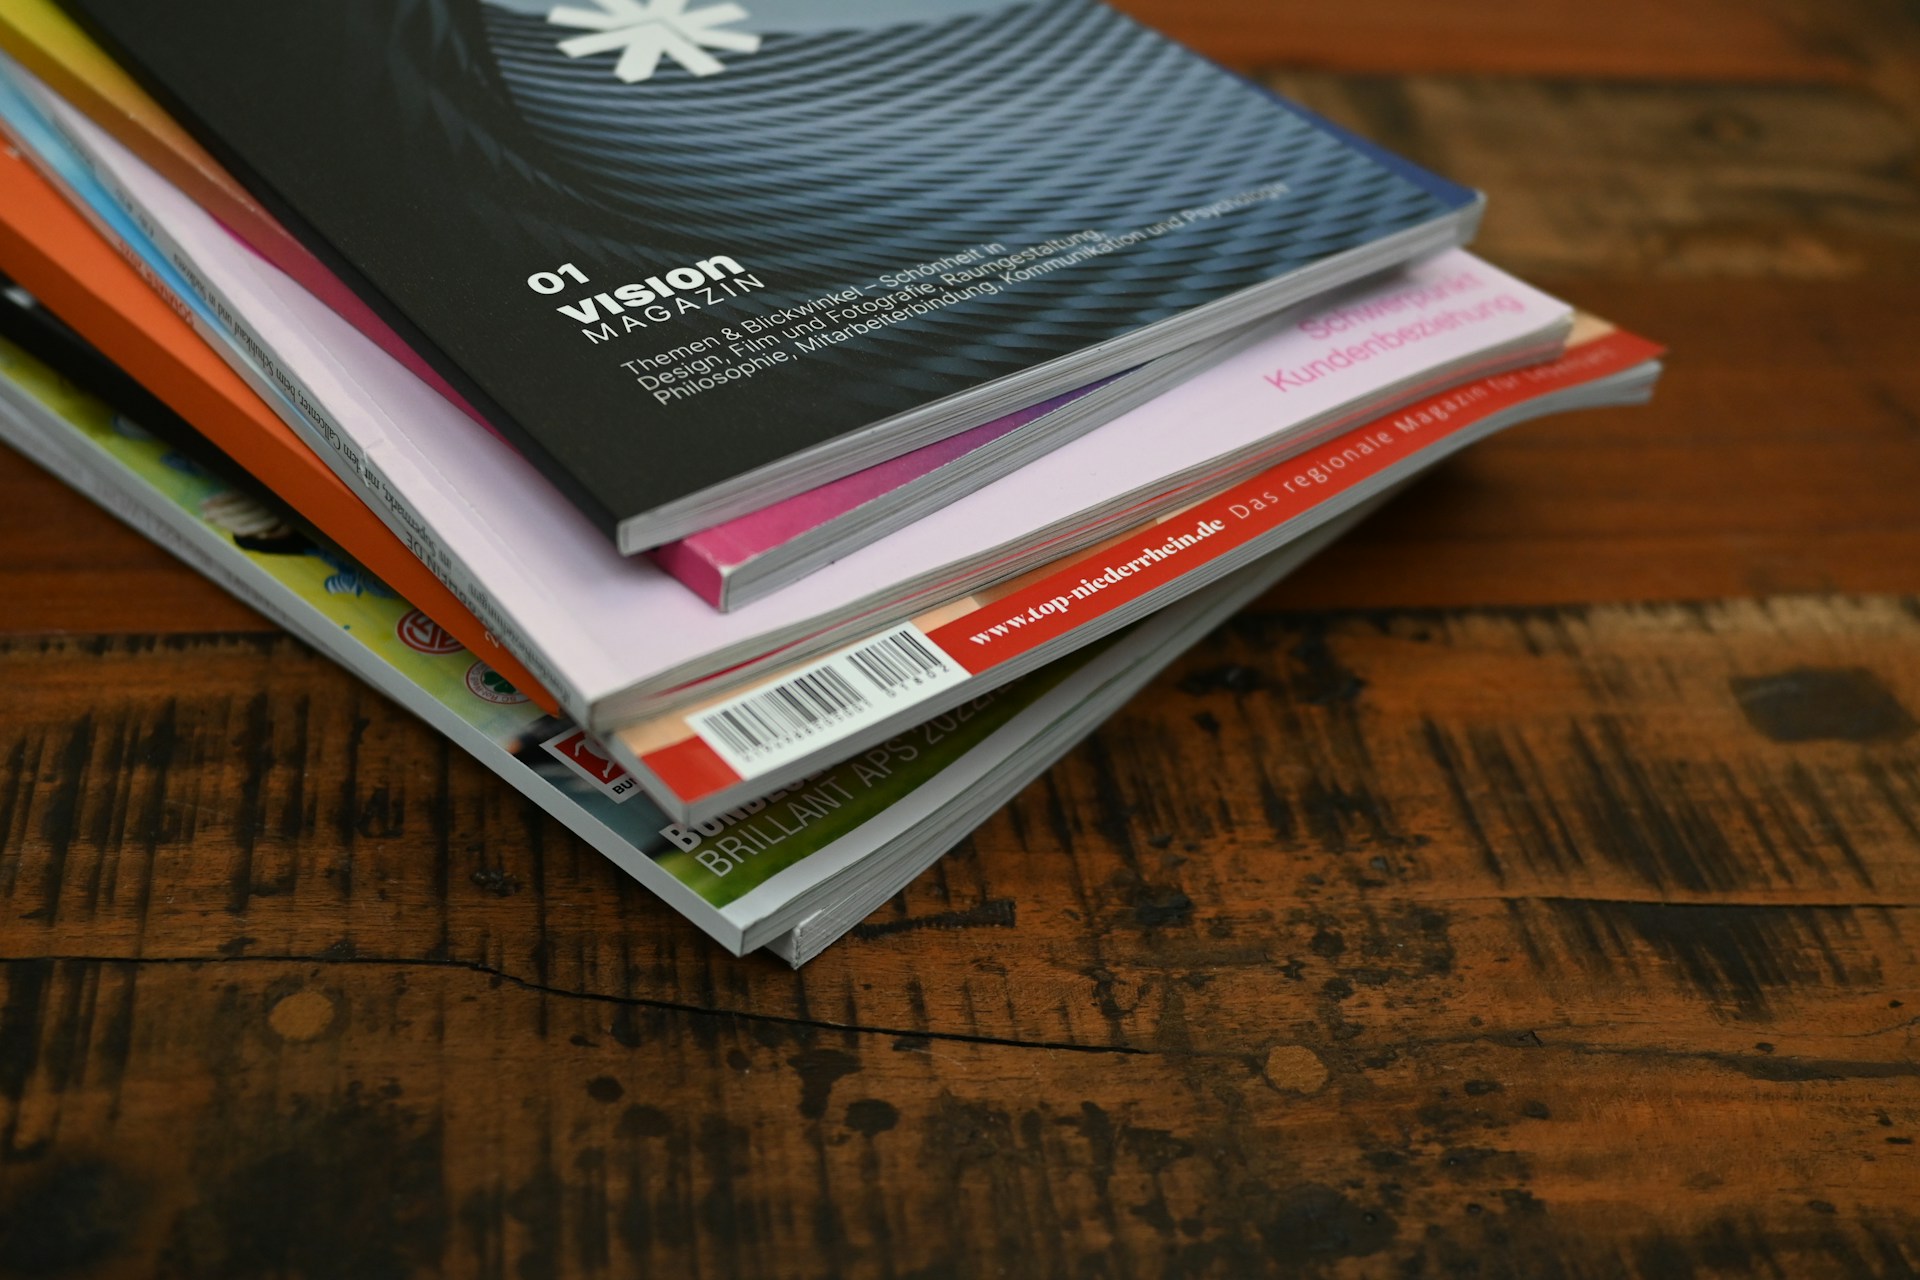 01
VISION
MAGAZIN
Themen & Blickwinkel – Schönheit in
Design, Film und Fotografie, Raumgestaltung,
Philosophie, Mitarbeiterbindung, Kommunikation und Psychologie
Schwerpunkt
Kundenbeziehung
www.top-niederrhein.de Das regionale Magazin für
01802
BRILLANT APS 2022